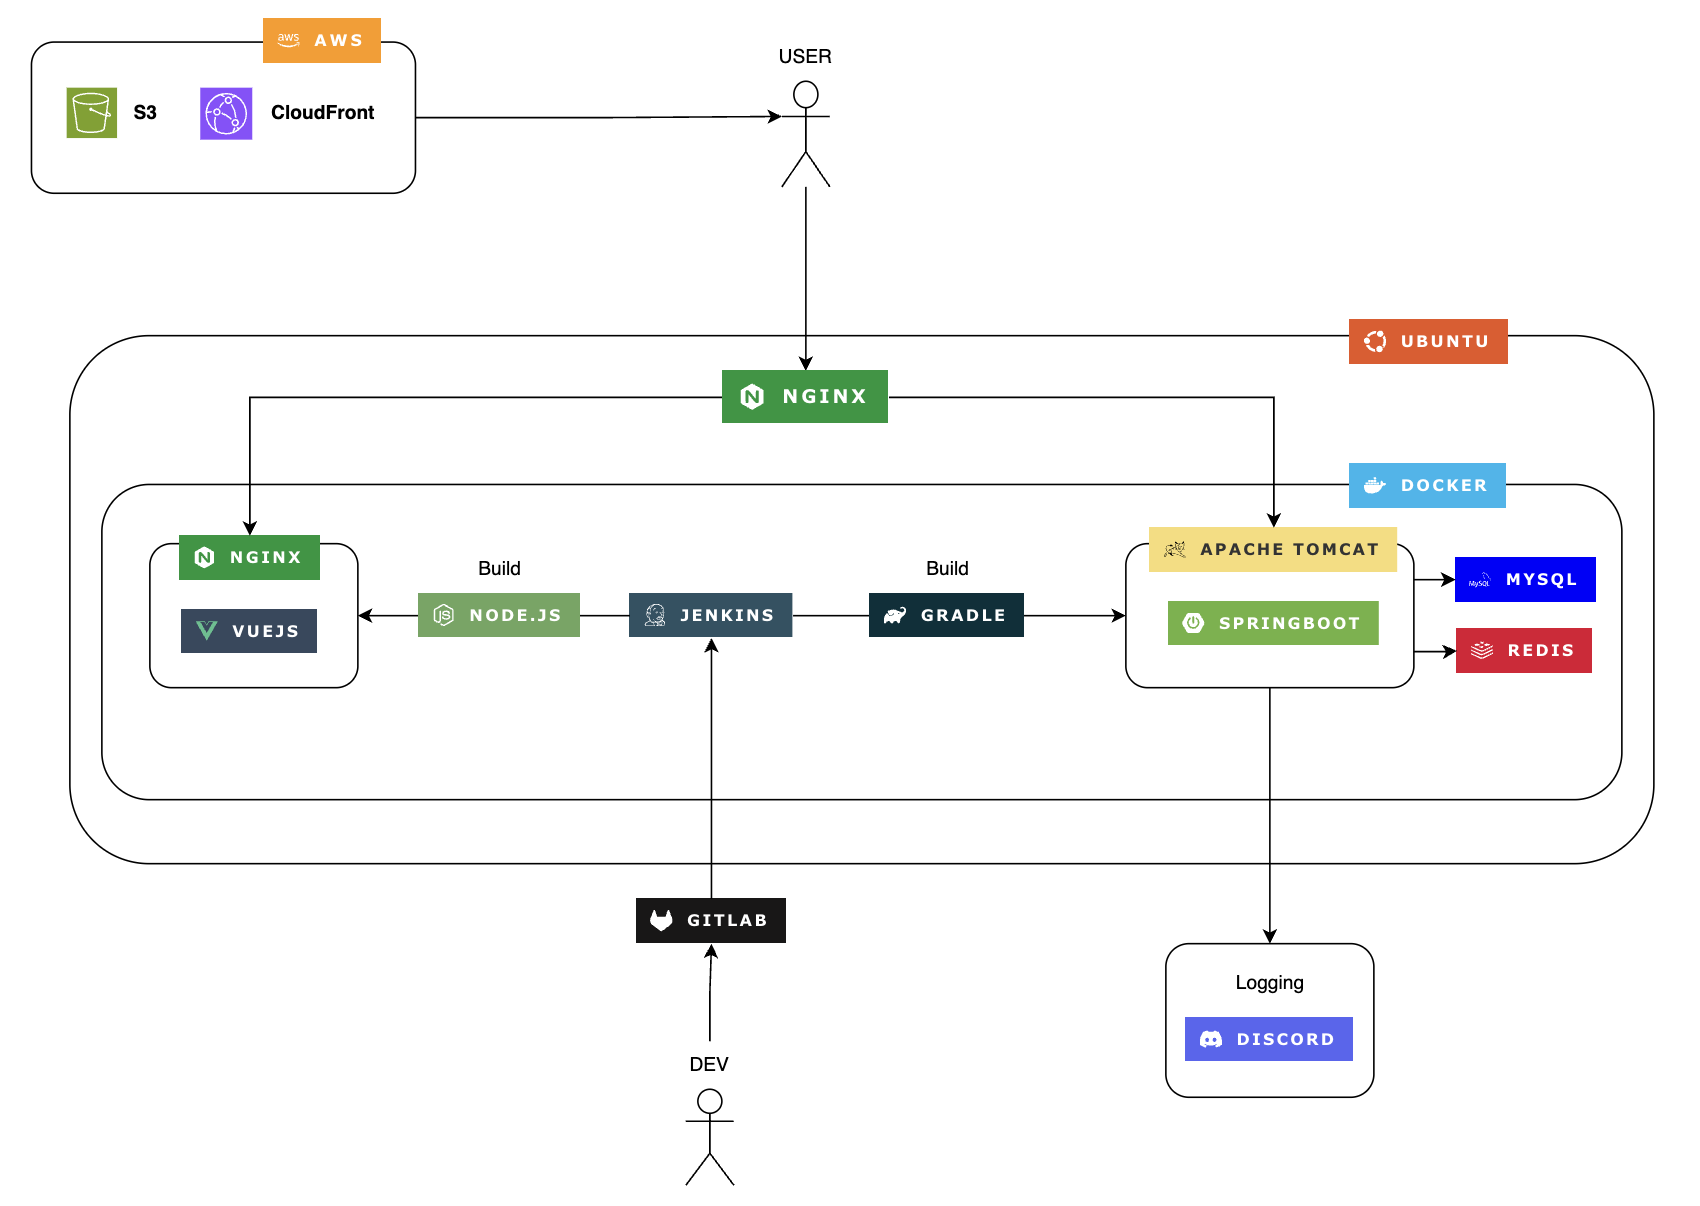 aws AWS
S3
CloudFront
USER
UBUNTU
NGINX
DOCKER
NGINX
VUEJS
Build
JS NODE.JS
JENKINS
Build
GRADLE
APACHE TOMCAT
SPRINGBOOT
MySQL MYSQL
REDIS
GITLAB
DEV
Logging
DISCORD